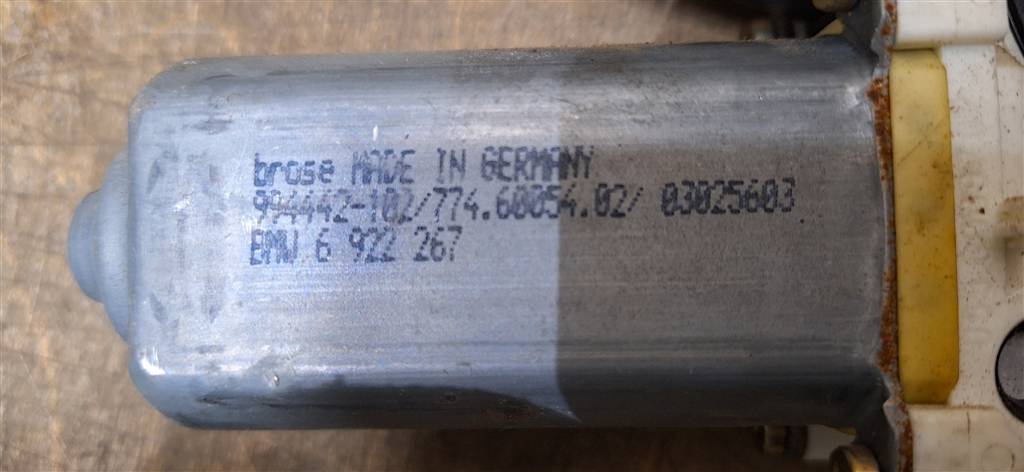 brose MADE IN GERMANY
994442-102/774.60054.02/ 03025603
BMW 6 922 267